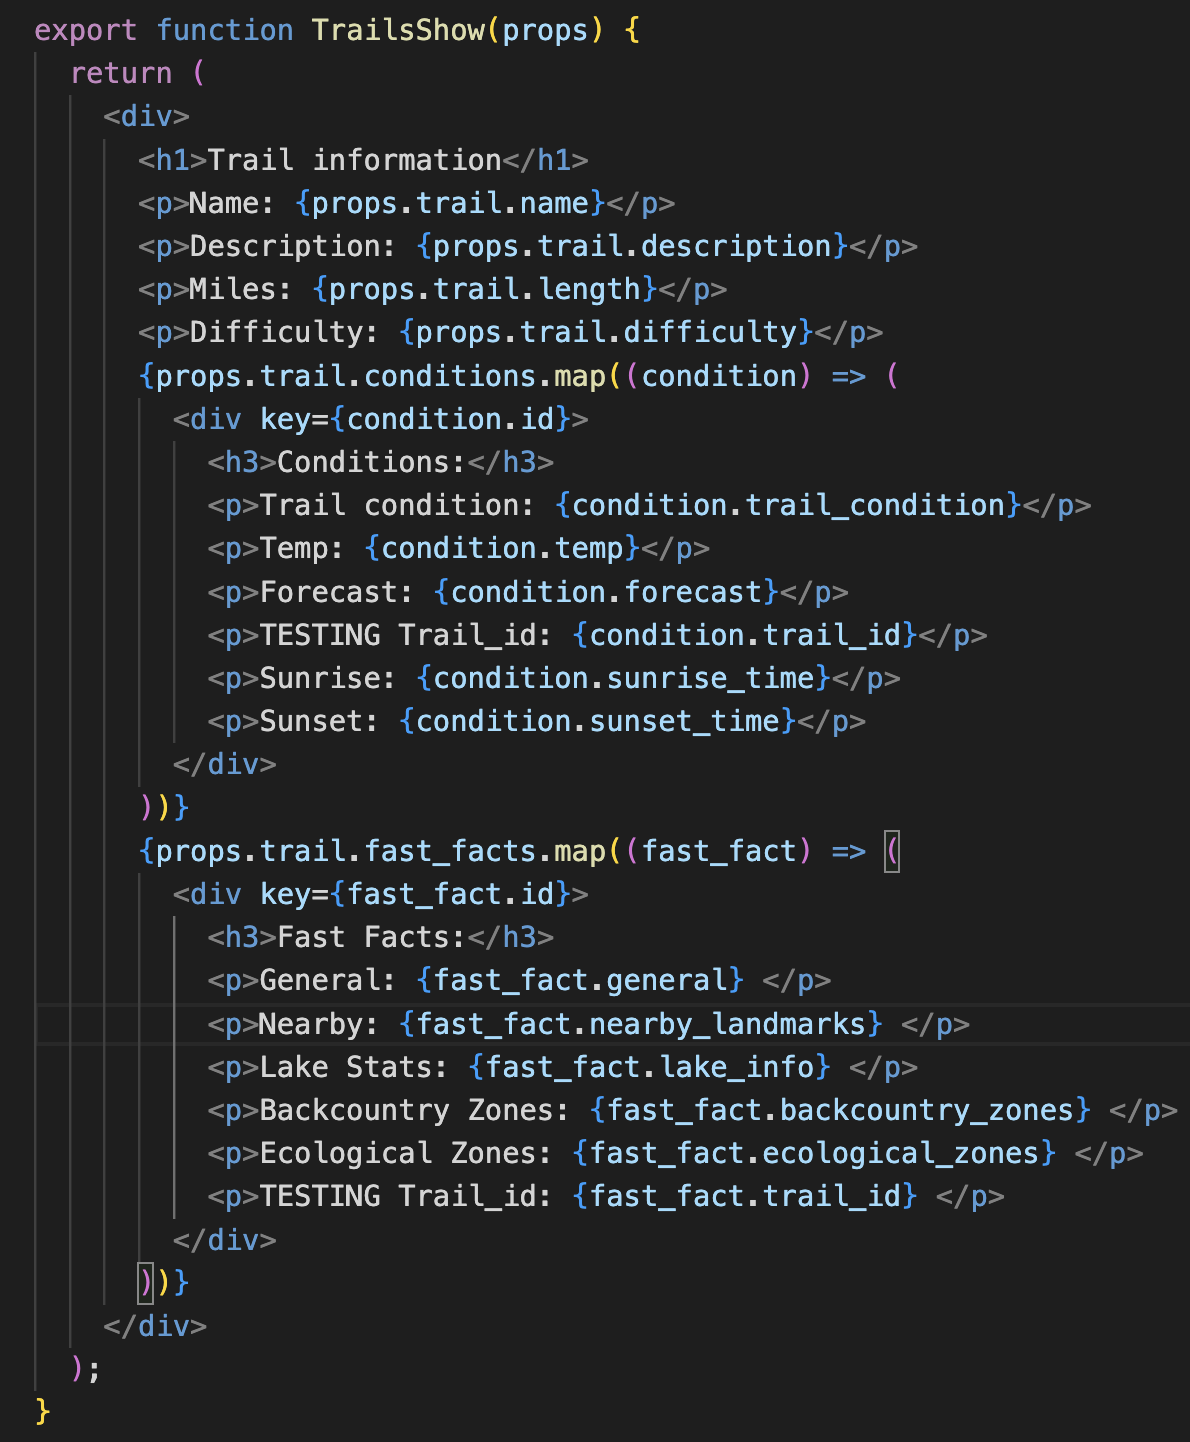 export function TrailsShow(props) {
  return (
    <div>
      <h1>Trail information</h1>
      <p>Name: {props.trail.name}</p>
      <p>Description: {props.trail.description}</p>
      <p>Miles: {props.trail.length}</p>
      <p>Difficulty: {props.trail.difficulty}</p>
      {props.trail.conditions.map((condition) => (
        <div key={condition.id}>
          <h3>Conditions:</h3>
          <p>Trail condition: {condition.trail_condition}</p>
          <p>Temp: {condition.temp}</p>
          <p>Forecast: {condition.forecast}</p>
          <p>TESTING Trail_id: {condition.trail_id}</p>
          <p>Sunrise: {condition.sunrise_time}</p>
          <p>Sunset: {condition.sunset_time}</p>
        </div>
      ))}
      {props.trail.fast_facts.map((fast_fact) => (
        <div key={fast_fact.id}>
          <h3>Fast Facts:</h3>
          <p>General: {fast_fact.general} </p>
          <p>Nearby: {fast_fact.nearby_landmarks} </p>
          <p>Lake Stats: {fast_fact.lake_info} </p>
          <p>Backcountry Zones: {fast_fact.backcountry_zones} </p>
          <p>Ecological Zones: {fast_fact.ecological_zones} </p>
          <p>TESTING Trail_id: {fast_fact.trail_id} </p>
        </div>
      ))}
    </div>
  );
}